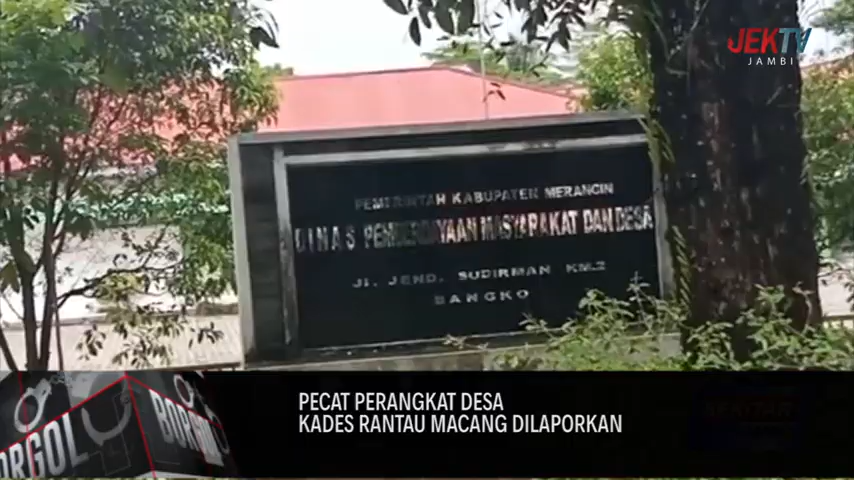 JEKTV
JAMBI
PEMERINTAH KABUPATEN MERANGIN
DINAS PEMBERDAYAAN MASYARAKAT DAN DESA
Jl. JEND. SUDIRMAN KM.2
BANGKO
PECAT PERANGKAT DESA
KADES RANTAU MACANG DILAPORKAN
BORGOL